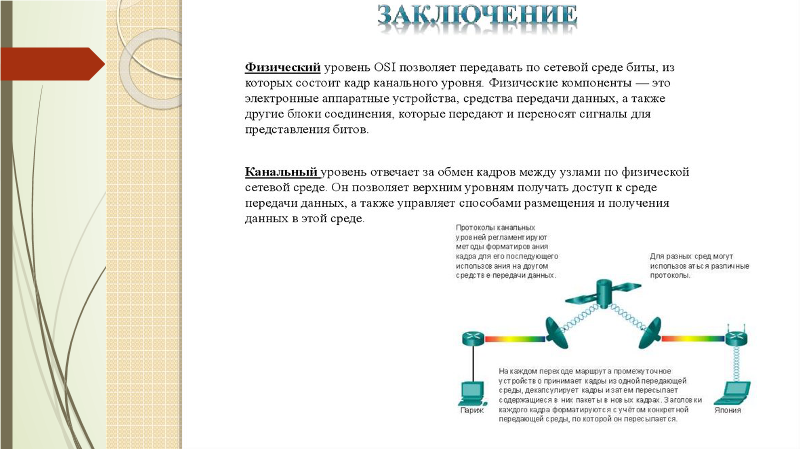 ЗАКЛЮЧЕНИЕ
Физический уровень OSI позволяет передавать по сетевой среде биты, из
которых состоит кадр канального уровня. Физические компоненты — это
электронные аппаратные устройства, средства передачи данных, а также
другие блоки соединения, которые передают и переносят сигналы для
представления битов.
Канальный уровень отвечает за обмен кадров между узлами по физической
сетевой среде. Он позволяет верхним уровням получать доступ к среде
передачи данных, а также управляет способами размещения и получения
данных в этой среде.
Протоколы канальных
уровней регламентируют
методы форматирования
кадра для его последующего
использования на другом
средстве передачи данных.
Для разных сред могут
использоваться различные
протоколы.
На каждом переходе маршрута промежуточное
устройство принимает кадры из одной передающей
среды, декапсулирует кадры и затем пересылает
содержащиеся в них пакеты в новых кадрах. Заголовки
каждого кадра форматируются с учётом конкретной
передающей среды, по которой он пересылается.
Париж
Япония